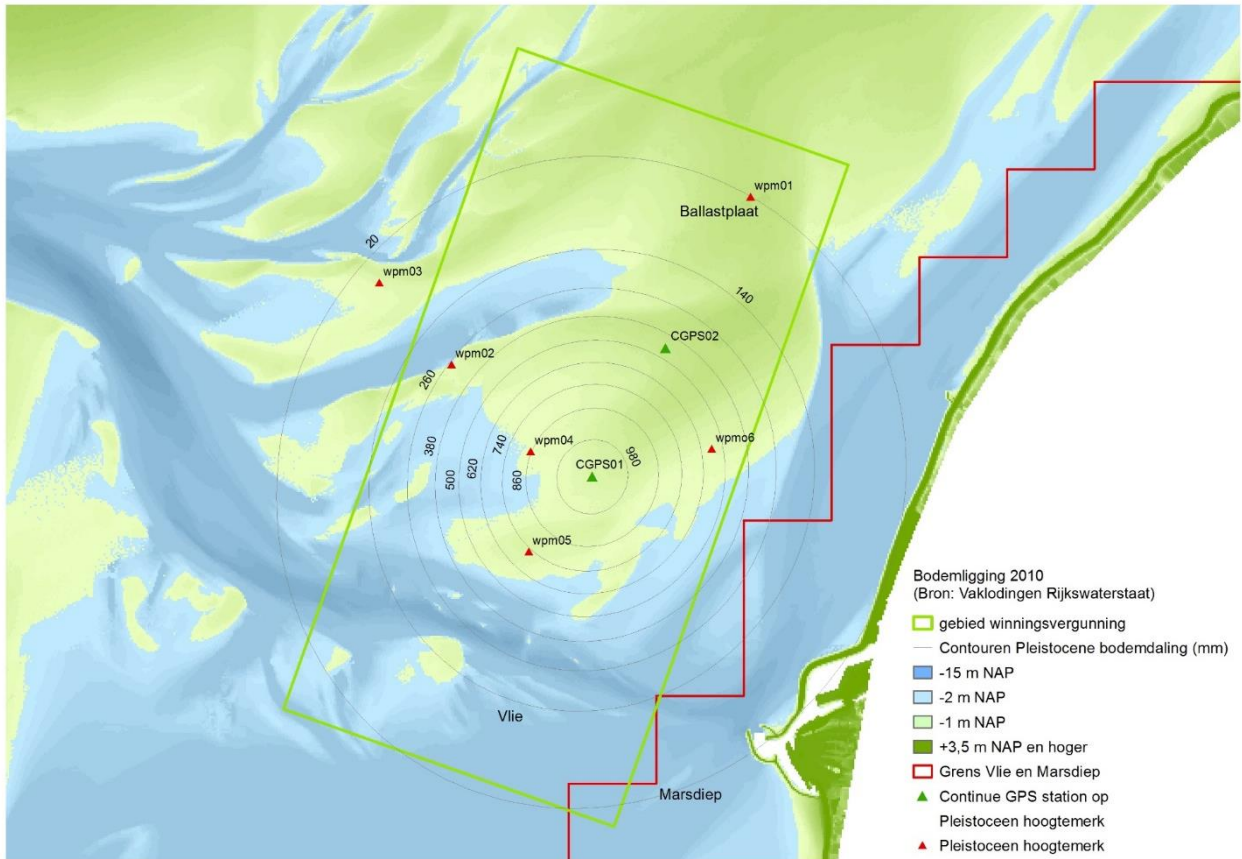 wpm01
Ballastplaat
20
wpm03
140
CGPS02
wpm02
260
wpm04
wpmo6
380
740
980
CGPS01
500
620
860
wpm05
Vlie
Marsdiep
Bodemligging 2010
(Bron: Vaklodingen Rijkswaterstaat)
gebied winningsvergunning
Contouren Pleistocene bodemdaling (mm)
-15 m NAP
-2 m NAP
-1 m NAP
+3,5 m NAP en hoger
Grens Vlie en Marsdiep
Continue GPS station op
Pleistoceen hoogtemerk
Pleistoceen hoogtemerk